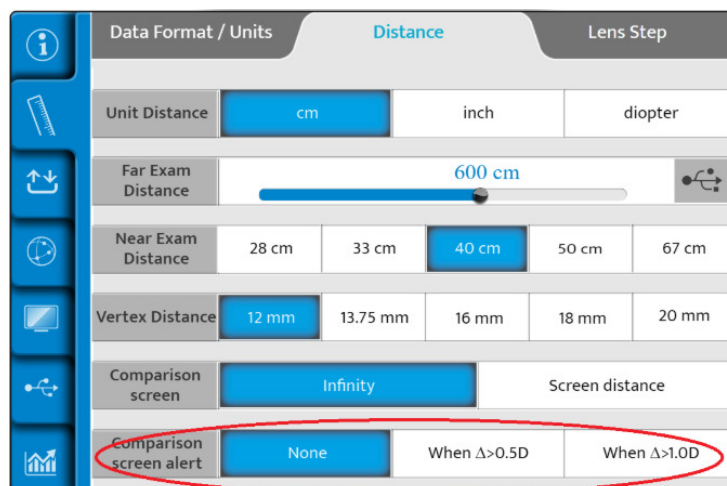 Data Format / Units Distance Lens Step
Unit Distance cm inch diopter
600 cm
Far Exam
Distance
Near Exam
Distance 28 cm 33 cm 40 cm 50 cm 67 cm
Vertex Distance 12 mm 13.75 mm 16 mm 18 mm 20 mm
Comparison
screen Infinity Screen distance
Comparison
screen alert None When Δ>0.5D When Δ>1.0D